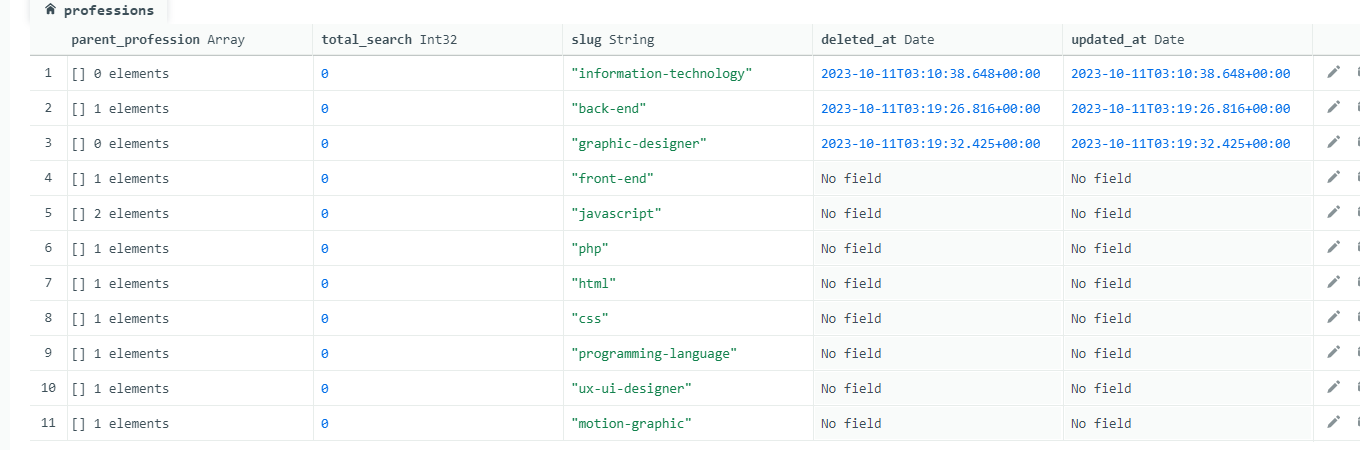 professions
parent_profession Array total_search Int32 slug String deleted_at Date updated_at Date
1 [] 0 elements 0 "information-technology" 2023-10-11T03:10:38.648+00:00 2023-10-11T03:10:38.648+00:00
2 [] 1 elements 0 "back-end" 2023-10-11T03:19:26.816+00:00 2023-10-11T03:19:26.816+00:00
3 [] 0 elements 0 "graphic-designer" 2023-10-11T03:19:32.425+00:00 2023-10-11T03:19:32.425+00:00
4 [] 1 elements 0 "front-end" No field No field
5 [] 2 elements 0 "javascript" No field No field
6 [] 1 elements 0 "php" No field No field
7 [] 1 elements 0 "html" No field No field
8 [] 1 elements 0 "css" No field No field
9 [] 1 elements 0 "programming-language" No field No field
10 [] 1 elements 0 "ux-ui-designer" No field No field
11 [] 1 elements 0 "motion-graphic" No field No field